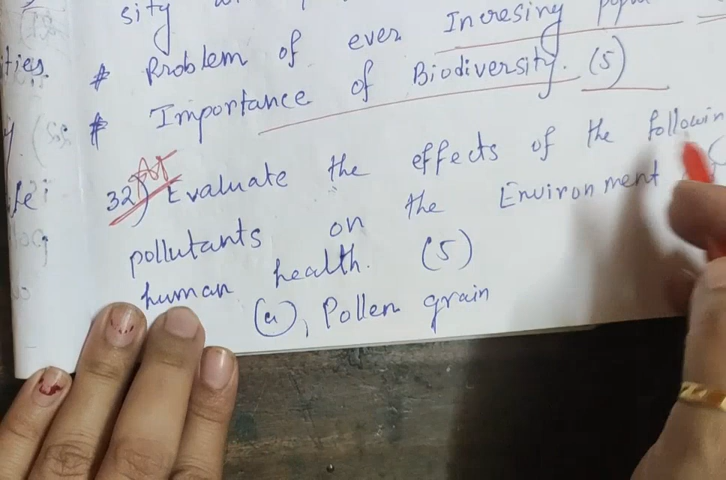 sity
# Problem of ever Incresing
# Importance of Biodiversity. (5)
32) Evaluate the effects of the followin
pollutants on the Environment
human health. (5)
(a), Pollen grain